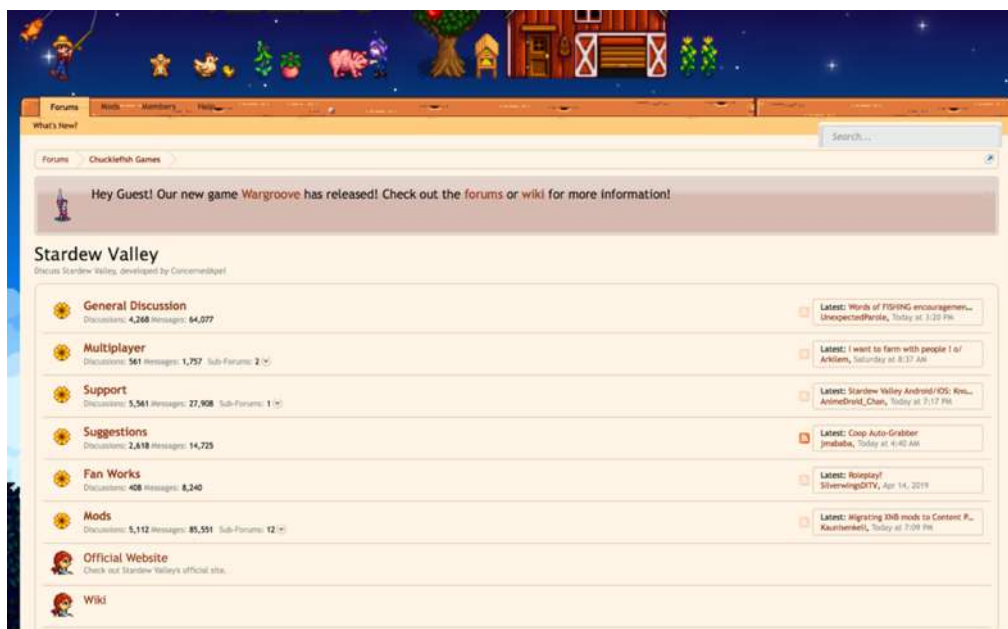 Forums Mods Members Help
What's New?
Search...
Forums Chucklefish Games
Hey Guest! Our new game Wargroove has released! Check out the forums or wiki for more information!
Stardew Valley
Discuss Stardew Valley, developed by ConcernedApe!
General Discussion
Discussions: 4,268 Messages: 64,077
Latest: Words of FISHING encouragemen...
UnexpectedParole, Today at 3:20 PM
Multiplayer
Discussions: 561 Messages: 1,757 Sub-Forums: 2
Latest: I want to farm with people ! o/
Arkilem, Saturday at 8:37 AM
Support
Discussions: 5,561 Messages: 27,908 Sub-Forums: 1
Latest: Stardew Valley Android/iOS: Kno...
AnimeDroid_Chan, Today at 7:17 PM
Suggestions
Discussions: 2,618 Messages: 14,725
Latest: Coop Auto-Grabber
jmababa, Today at 4:40 AM
Fan Works
Discussions: 408 Messages: 8,240
Latest: Roleplay?
SilverwingsDiTV, Apr 14, 2019
Mods
Discussions: 5,112 Messages: 85,551 Sub-Forums: 12
Latest: Migrating XNB mods to Content P...
Kaunisenkeli, Today at 7:09 PM
Official Website
Check out Stardew Valley's official site.
Wiki